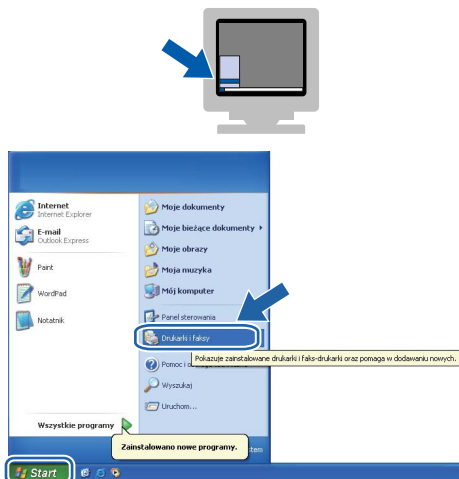 Internet
Internet Explorer
E-mail
Outlook Express
Paint
WordPad
Notatnik
Wszystkie programy
Moje dokumenty
Moje bieżące dokumenty
Moje obrazy
Moja muzyka
Mój komputer
Panel sterowania
Drukarki i faksy
Pokazuje zainstalowane drukarki i faks-drukarki oraz pomaga w dodawaniu nowych.
Pomoc i
Wyszukaj
Uruchom...
Zainstalowano nowe programy.
Start